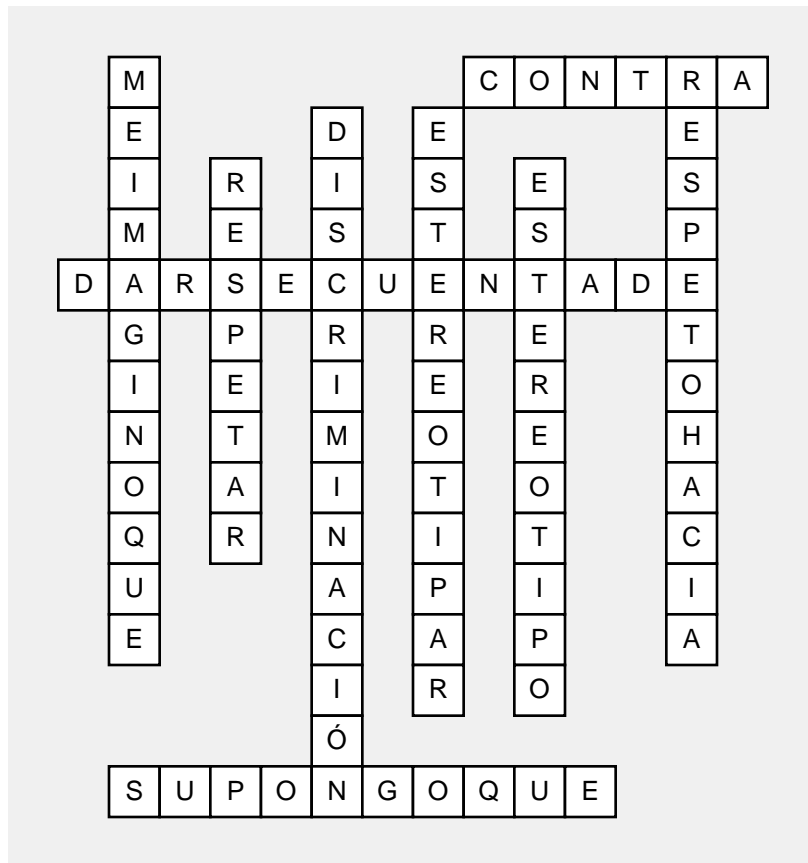 MEIMAGINOQUE
CONTRA
RESPETOHACIA
DISCRIMINACIÓN
ESTEREOTIPAR
RESPETAR
ESTEREOTIPO
DARSECUENTADE
SUPONGOQUE